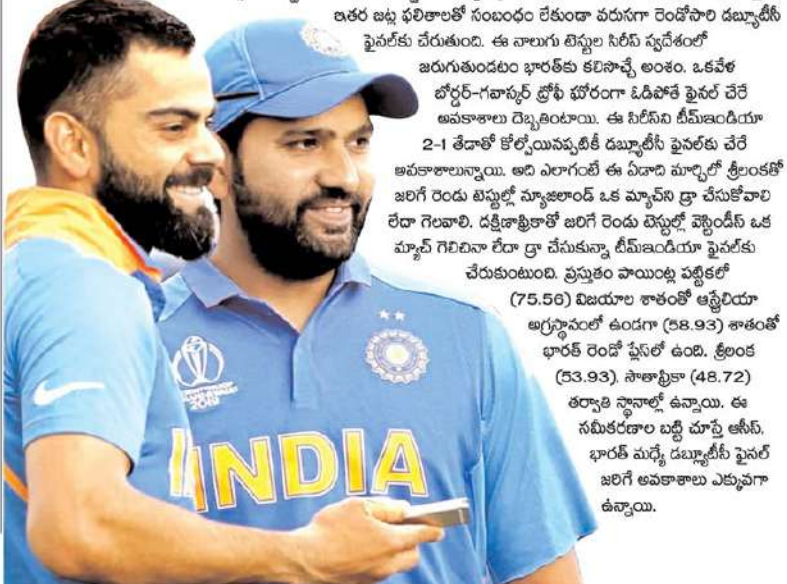 ఇతర జట్ల ఫలితాలతో సంబంధం లేకుండా వరుసగా రెండోసారి డబ్ల్యూటీసీ
ఫైనల్‌కు చేరుతుంది. ఈ నాలుగు టెస్టుల సిరీస్ స్వదేశంలో
జరుగుతుండటం భారత్‌కు కలిసొచ్చే అంశం. ఒకవేళ
బోర్డర్-గవాస్కర్ ట్రోఫీ ఘోరంగా ఓడిపోతే ఫైనల్ చేరే
అవకాశాలు దెబ్బతింటాయి. ఈ సిరీస్‌ని టీమ్ఇండియా
2-1 తేడాతో కోల్పోయినప్పటికీ డబ్ల్యూటీసీ ఫైనల్‌కు చేరే
అవకాశాలున్నాయి. అది ఎలాగంటే ఈ ఏడాది మార్చిలో శ్రీలంకతో
జరిగే రెండు టెస్టుల్లో న్యూజిలాండ్ ఒక మ్యాచ్‌ని డ్రా చేసుకోవాలి
లేదా గెలవాలి. దక్షిణాఫ్రికాతో జరిగే రెండు టెస్టుల్లో వెస్టిండీస్ ఒక
మ్యాచ్ గెలిచినా లేదా డ్రా చేసుకున్నా టీమ్ఇండియా ఫైనల్‌కు
చేరుకుంటుంది. ప్రస్తుతం పాయింట్ల పట్టికలో
(75.56) విజయాల శాతంతో ఆస్ట్రేలియా
అగ్రస్థానంలో ఉండగా (58.93) శాతంతో
భారత్ రెండో ప్లేస్‌లో ఉంది. శ్రీలంక
(53.93), సౌతాఫ్రికా (48.72)
తర్వాతి స్థానాల్లో ఉన్నాయి. ఈ
సమీకరణాల బట్టి చూస్తే ఆసీస్,
భారత్ మధ్యే డబ్ల్యూటీసీ ఫైనల్
జరిగే అవకాశాలు ఎక్కువగా
ఉన్నాయి.
INDIA